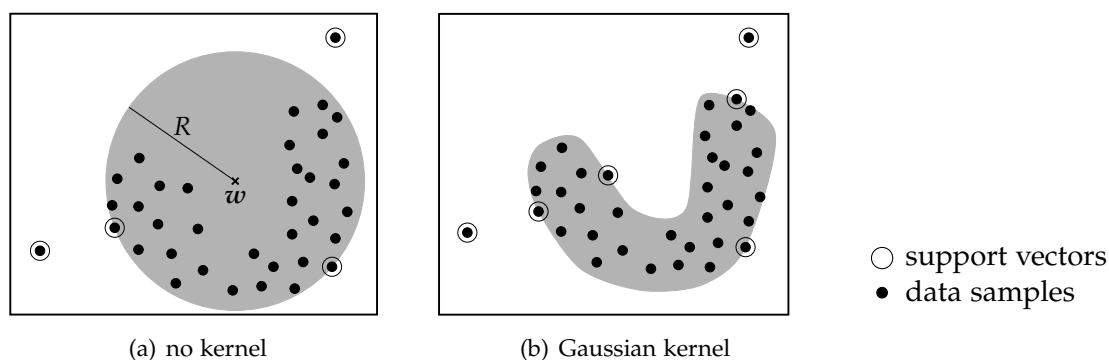 R
w
support vectors
data samples
(a) no kernel
(b) Gaussian kernel